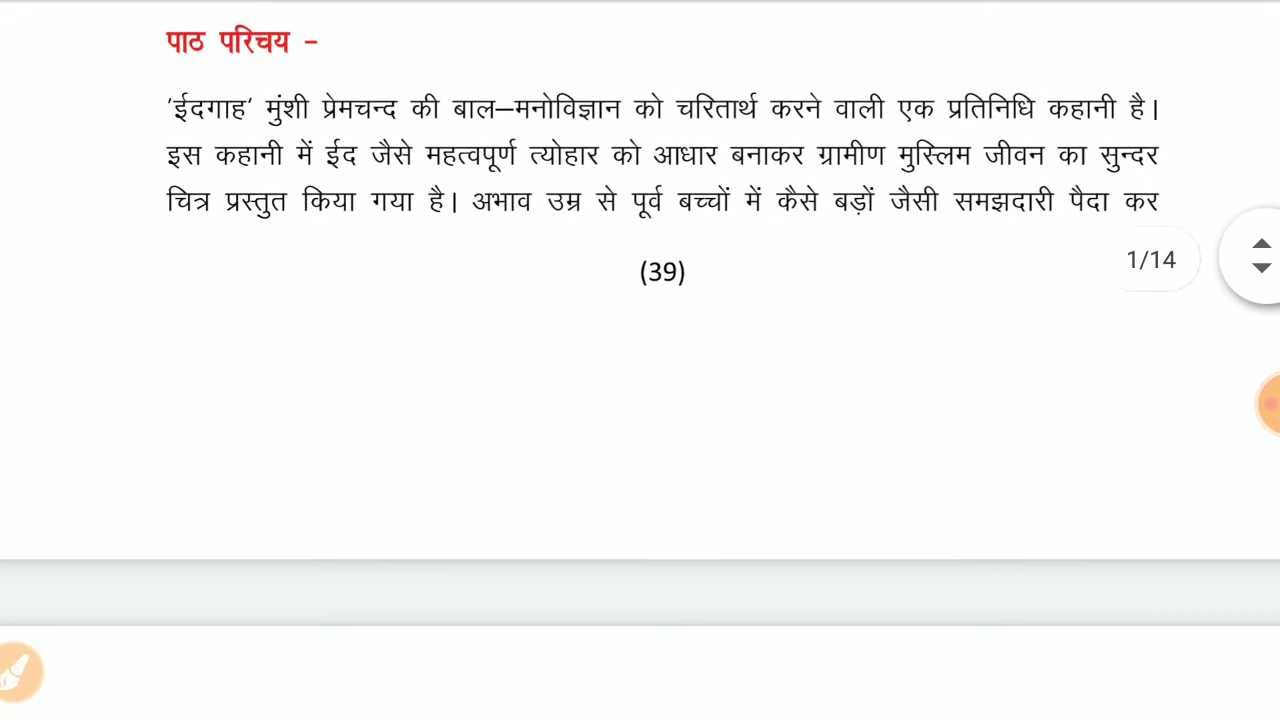 पाठ परिचय –
'ईदगाह' मुंशी प्रेमचन्द की बाल–मनोविज्ञान को चरितार्थ करने वाली एक प्रतिनिधि कहानी है।
इस कहानी में ईद जैसे महत्वपूर्ण त्योहार को आधार बनाकर ग्रामीण मुस्लिम जीवन का सुन्दर
चित्र प्रस्तुत किया गया है। अभाव उम्र से पूर्व बच्चों में कैसे बड़ों जैसी समझदारी पैदा कर
(39)
1/14